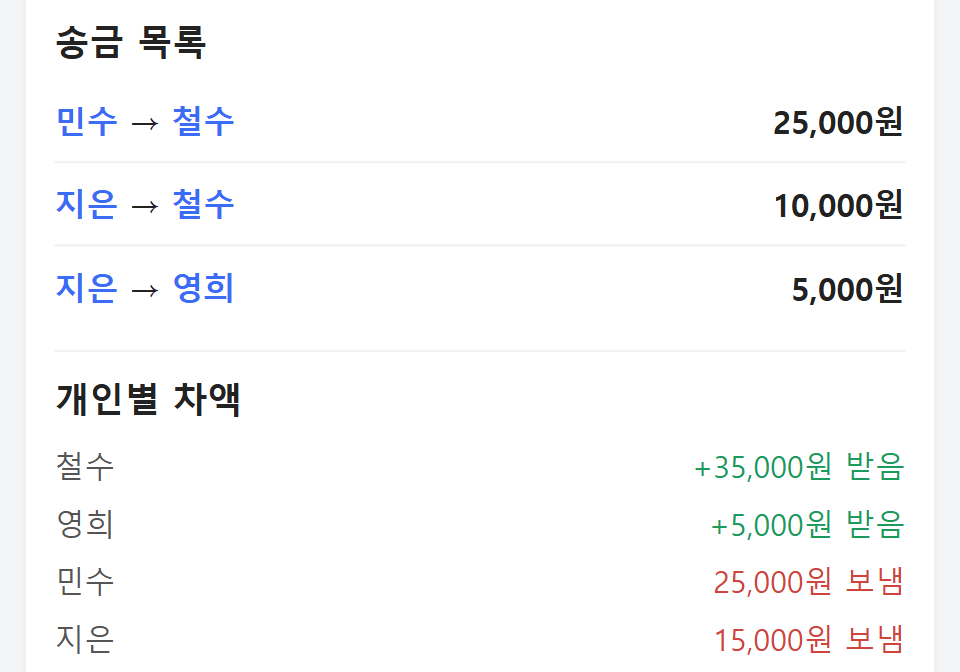 송금 목록
민수 → 철수 25,000원
지은 → 철수 10,000원
지은 → 영희 5,000원
개인별 차액
철수 +35,000원 받음
영희 +5,000원 받음
민수 25,000원 보냄
지은 15,000원 보냄